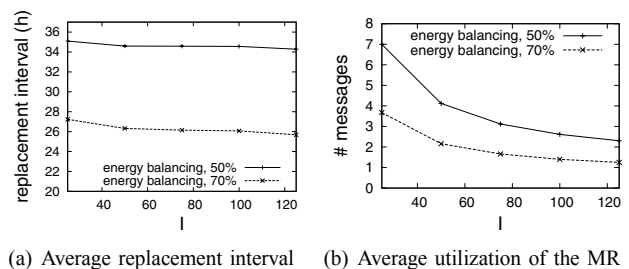 replacement interval (h)
36
34
32
30
28
26
24
22
20
energy balancing, 50%
energy balancing, 70%
40 60 80 100 120
l
(a) Average replacement interval
# messages
8
7
6
5
4
3
2
1
0
energy balancing, 50%
energy balancing, 70%
40 60 80 100 120
l
(b) Average utilization of the MR